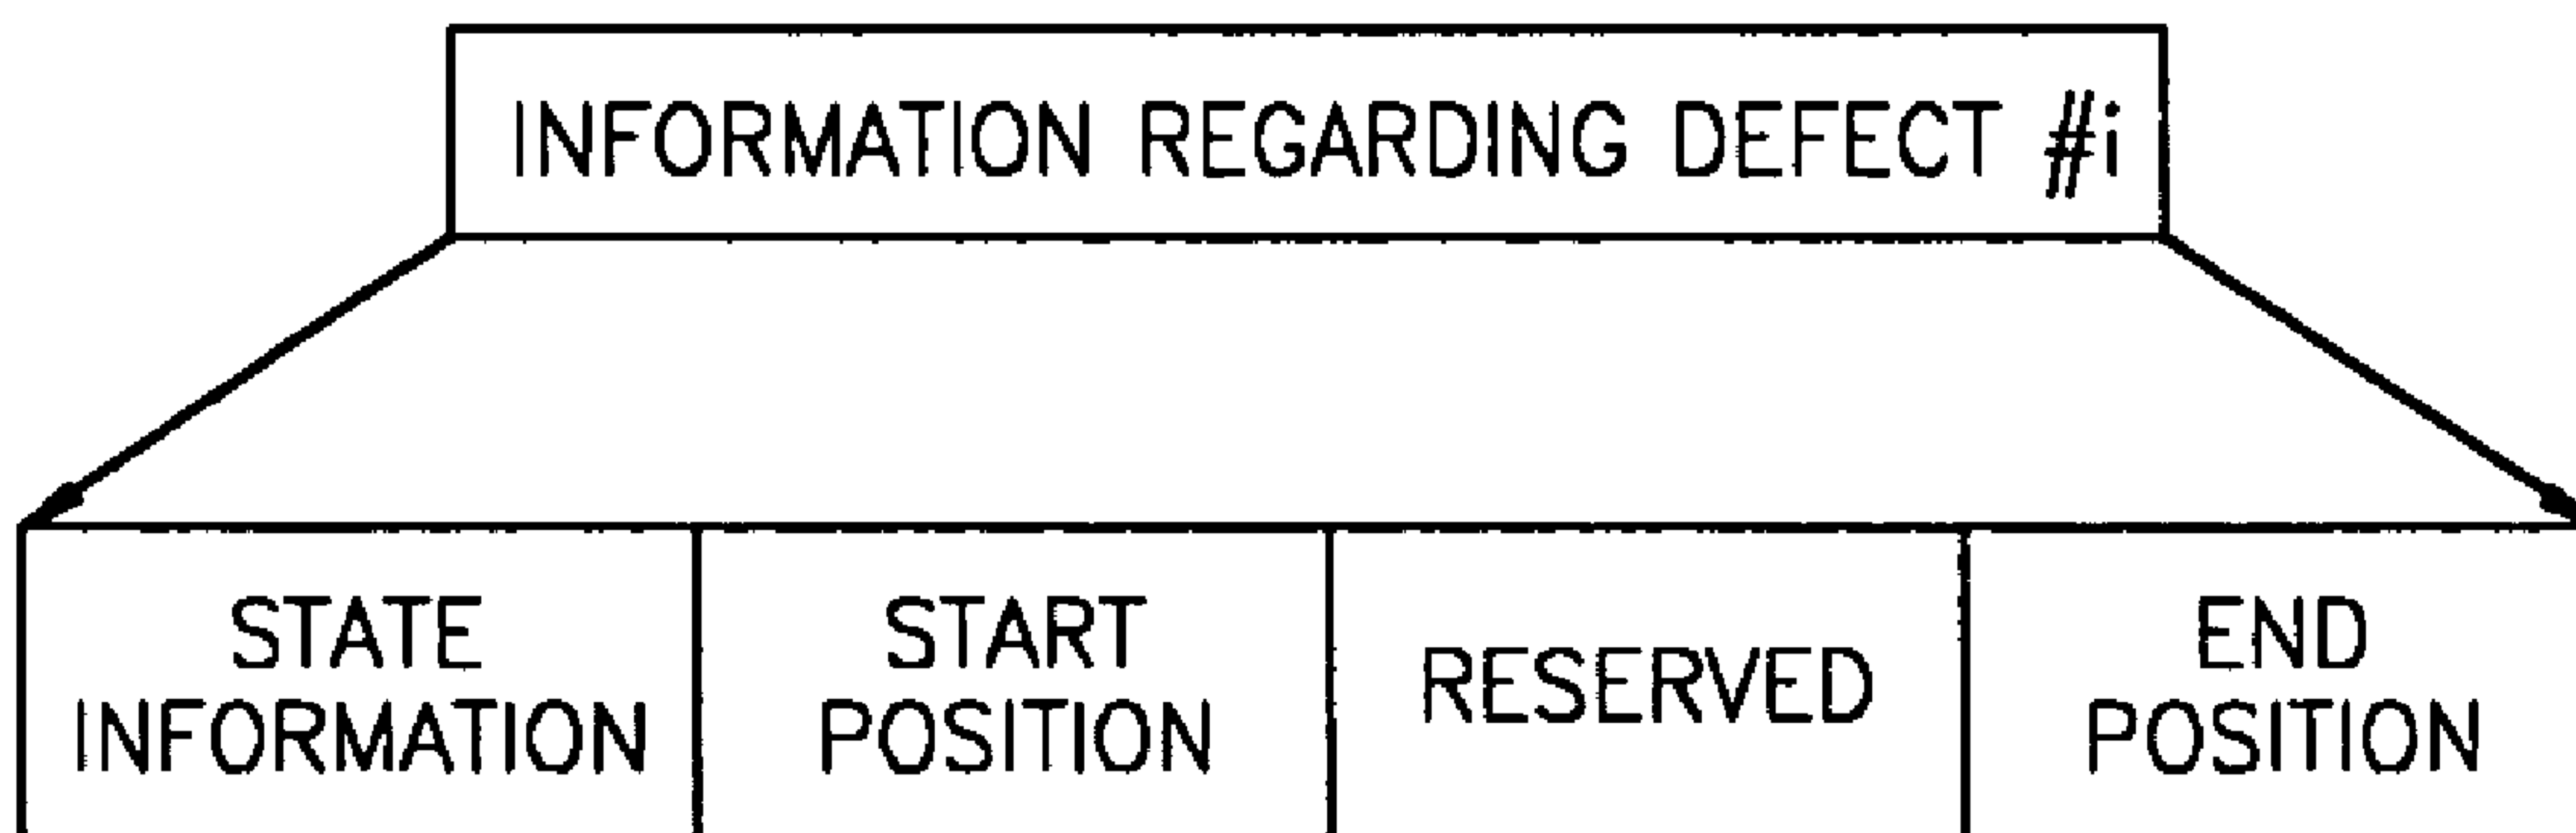 INFORMATION REGARDING DEFECT #i
STATE
INFORMATION
START
POSITION
RESERVED
END
POSITION